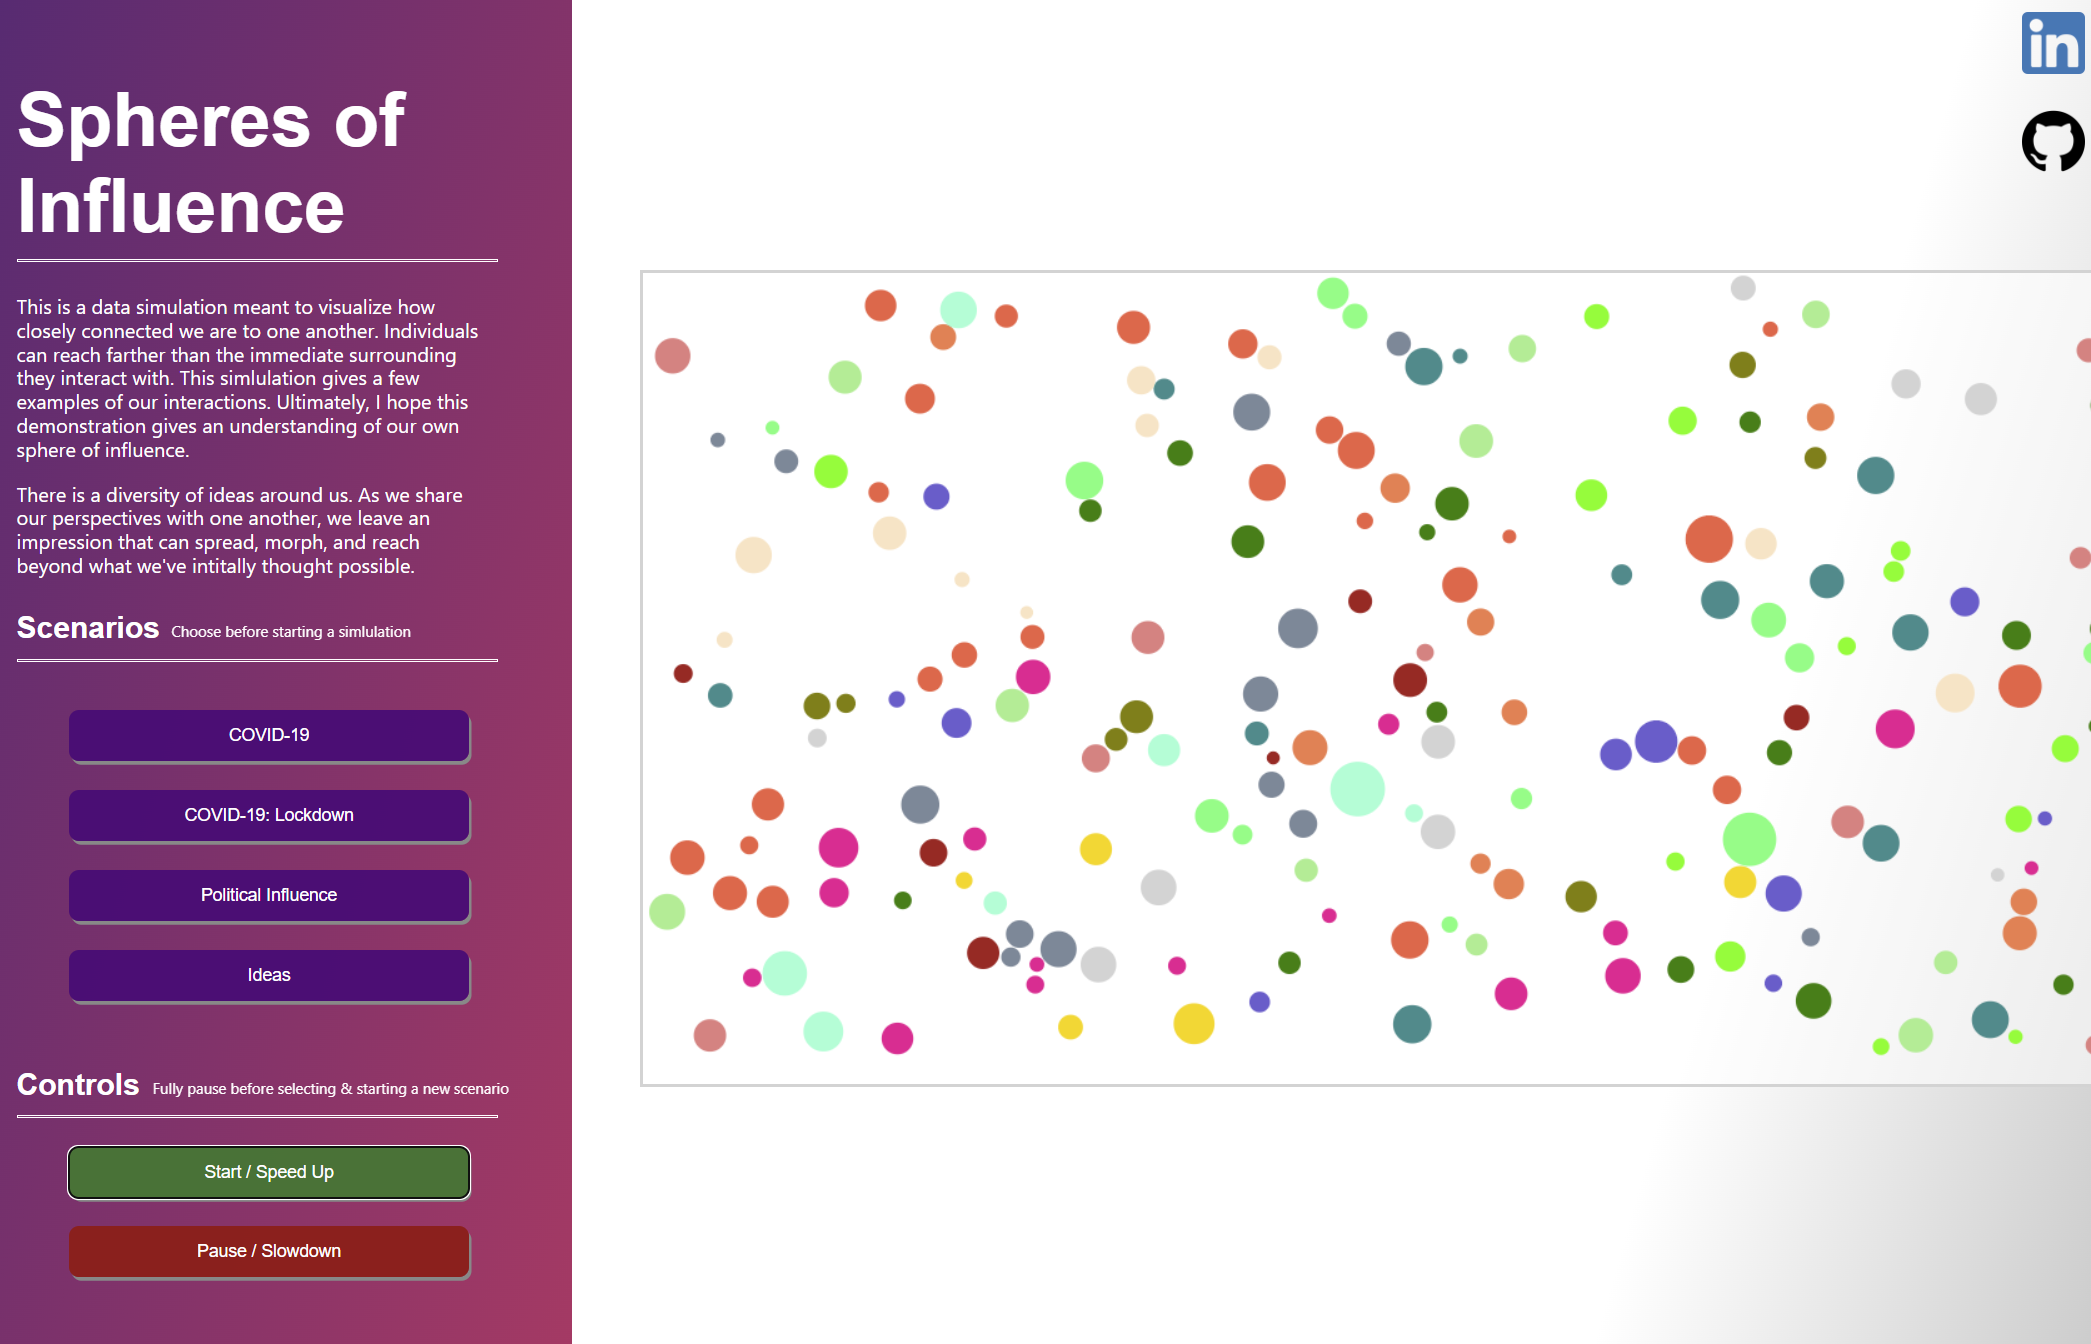 Spheres of
Influence
This is a data simulation meant to visualize how
closely connected we are to one another. Individuals
can reach farther than the immediate surrounding
they interact with. This simlulation gives a few
examples of our interactions. Ultimately, I hope this
demonstration gives an understanding of our own
sphere of influence.
There is a diversity of ideas around us. As we share
our perspectives with one another, we leave an
impression that can spread, morph, and reach
beyond what we've intitally thought possible.
Scenarios Choose before starting a simlulation
COVID-19
COVID-19: Lockdown
Political Influence
Ideas
Controls Fully pause before selecting & starting a new scenario
Start / Speed Up
Pause / Slowdown
in